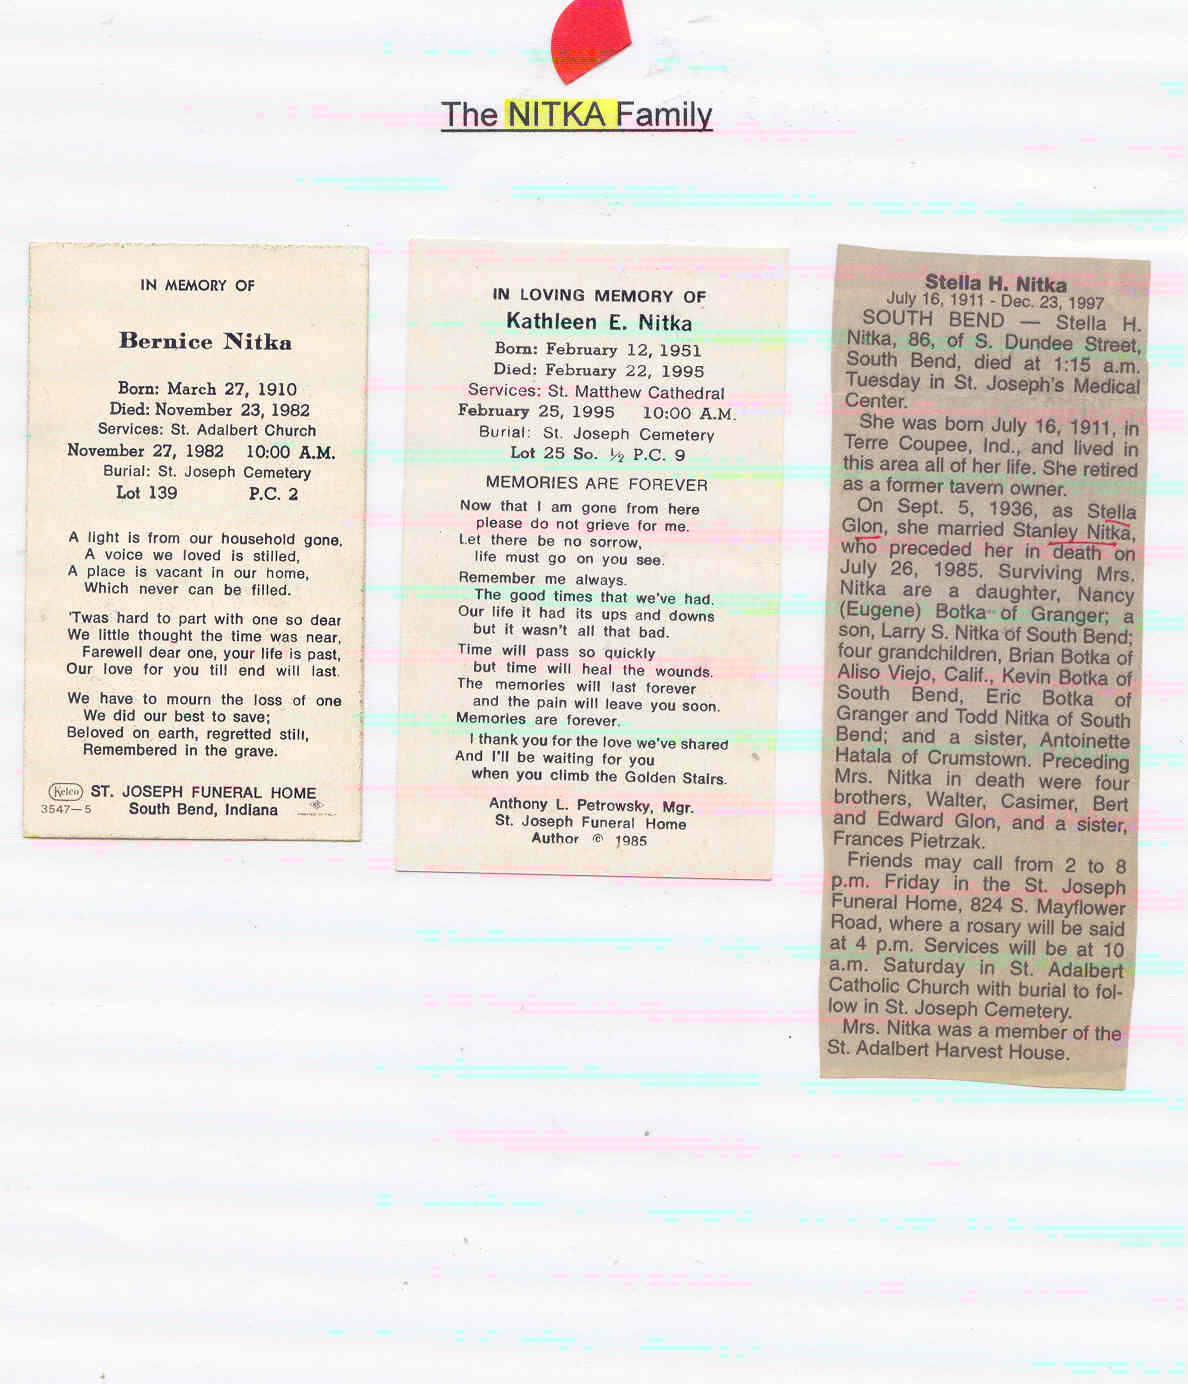 The NITKA Family
IN MEMORY OF
Bernice Nitka
Born: March 27, 1910
Died: November 23, 1982
Services: St. Adalbert Church
November 27, 1982 10:00 A.M.
Burial: St. Joseph Cemetery
Lot 139 P.C. 2
A light is from our household gone,
A voice we loved is stilled,
A place is vacant in our home,
Which never can be filled.
'Twas hard to part with one so dear
We little thought the time was near,
Farewell dear one, your life is past,
Our love for you till end will last.
We have to mourn the loss of one
We did our best to save;
Beloved on earth, regretted still,
Remembered in the grave.
Kelco ST. JOSEPH FUNERAL HOME
3547—5 South Bend, Indiana
IN LOVING MEMORY OF
Kathleen E. Nitka
Born: February 12, 1951
Died: February 22, 1995
Services: St. Matthew Cathedral
February 25, 1995 10:00 A.M.
Burial: St. Joseph Cemetery
Lot 25 So. ½ P.C. 9
MEMORIES ARE FOREVER
Now that I am gone from here
please do not grieve for me.
Let there be no sorrow,
life must go on you see.
Remember me always.
The good times that we've had.
Our life it had its ups and downs
but it wasn't all that bad.
Time will pass so quickly
but time will heal the wounds.
The memories will last forever
and the pain will leave you soon.
Memories are forever.
I thank you for the love we've shared
And I'll be waiting for you
when you climb the Golden Stairs.
Anthony L. Petrowsky, Mgr.
St. Joseph Funeral Home
Author © 1985
Stella H. Nitka
July 16, 1911 - Dec. 23, 1997
SOUTH BEND — Stella H.
Nitka, 86, of S. Dundee Street,
South Bend, died at 1:15 a.m.
Tuesday in St. Joseph's Medical
Center.
She was born July 16, 1911, in
Terre Coupee, Ind., and lived in
this area all of her life. She retired
as a former tavern owner.
On Sept. 5, 1936, as Stella
Glon, she married Stanley Nitka,
who preceded her in death on
July 26, 1985. Surviving Mrs.
Nitka are a daughter, Nancy
(Eugene) Botka of Granger; a
son, Larry S. Nitka of South Bend;
four grandchildren, Brian Botka of
Aliso Viejo, Calif., Kevin Botka of
South Bend, Eric Botka of
Granger and Todd Nitka of South
Bend; and a sister, Antoinette
Hatala of Crumstown. Preceding
Mrs. Nitka in death were four
brothers, Walter, Casimer, Bert
and Edward Glon, and a sister,
Frances Pietrzak.
Friends may call from 2 to 8
p.m. Friday in the St. Joseph
Funeral Home, 824 S. Mayflower
Road, where a rosary will be said
at 4 p.m. Services will be at 10
a.m. Saturday in St. Adalbert
Catholic Church with burial to fol-
low in St. Joseph Cemetery.
Mrs. Nitka was a member of the
St. Adalbert Harvest House.